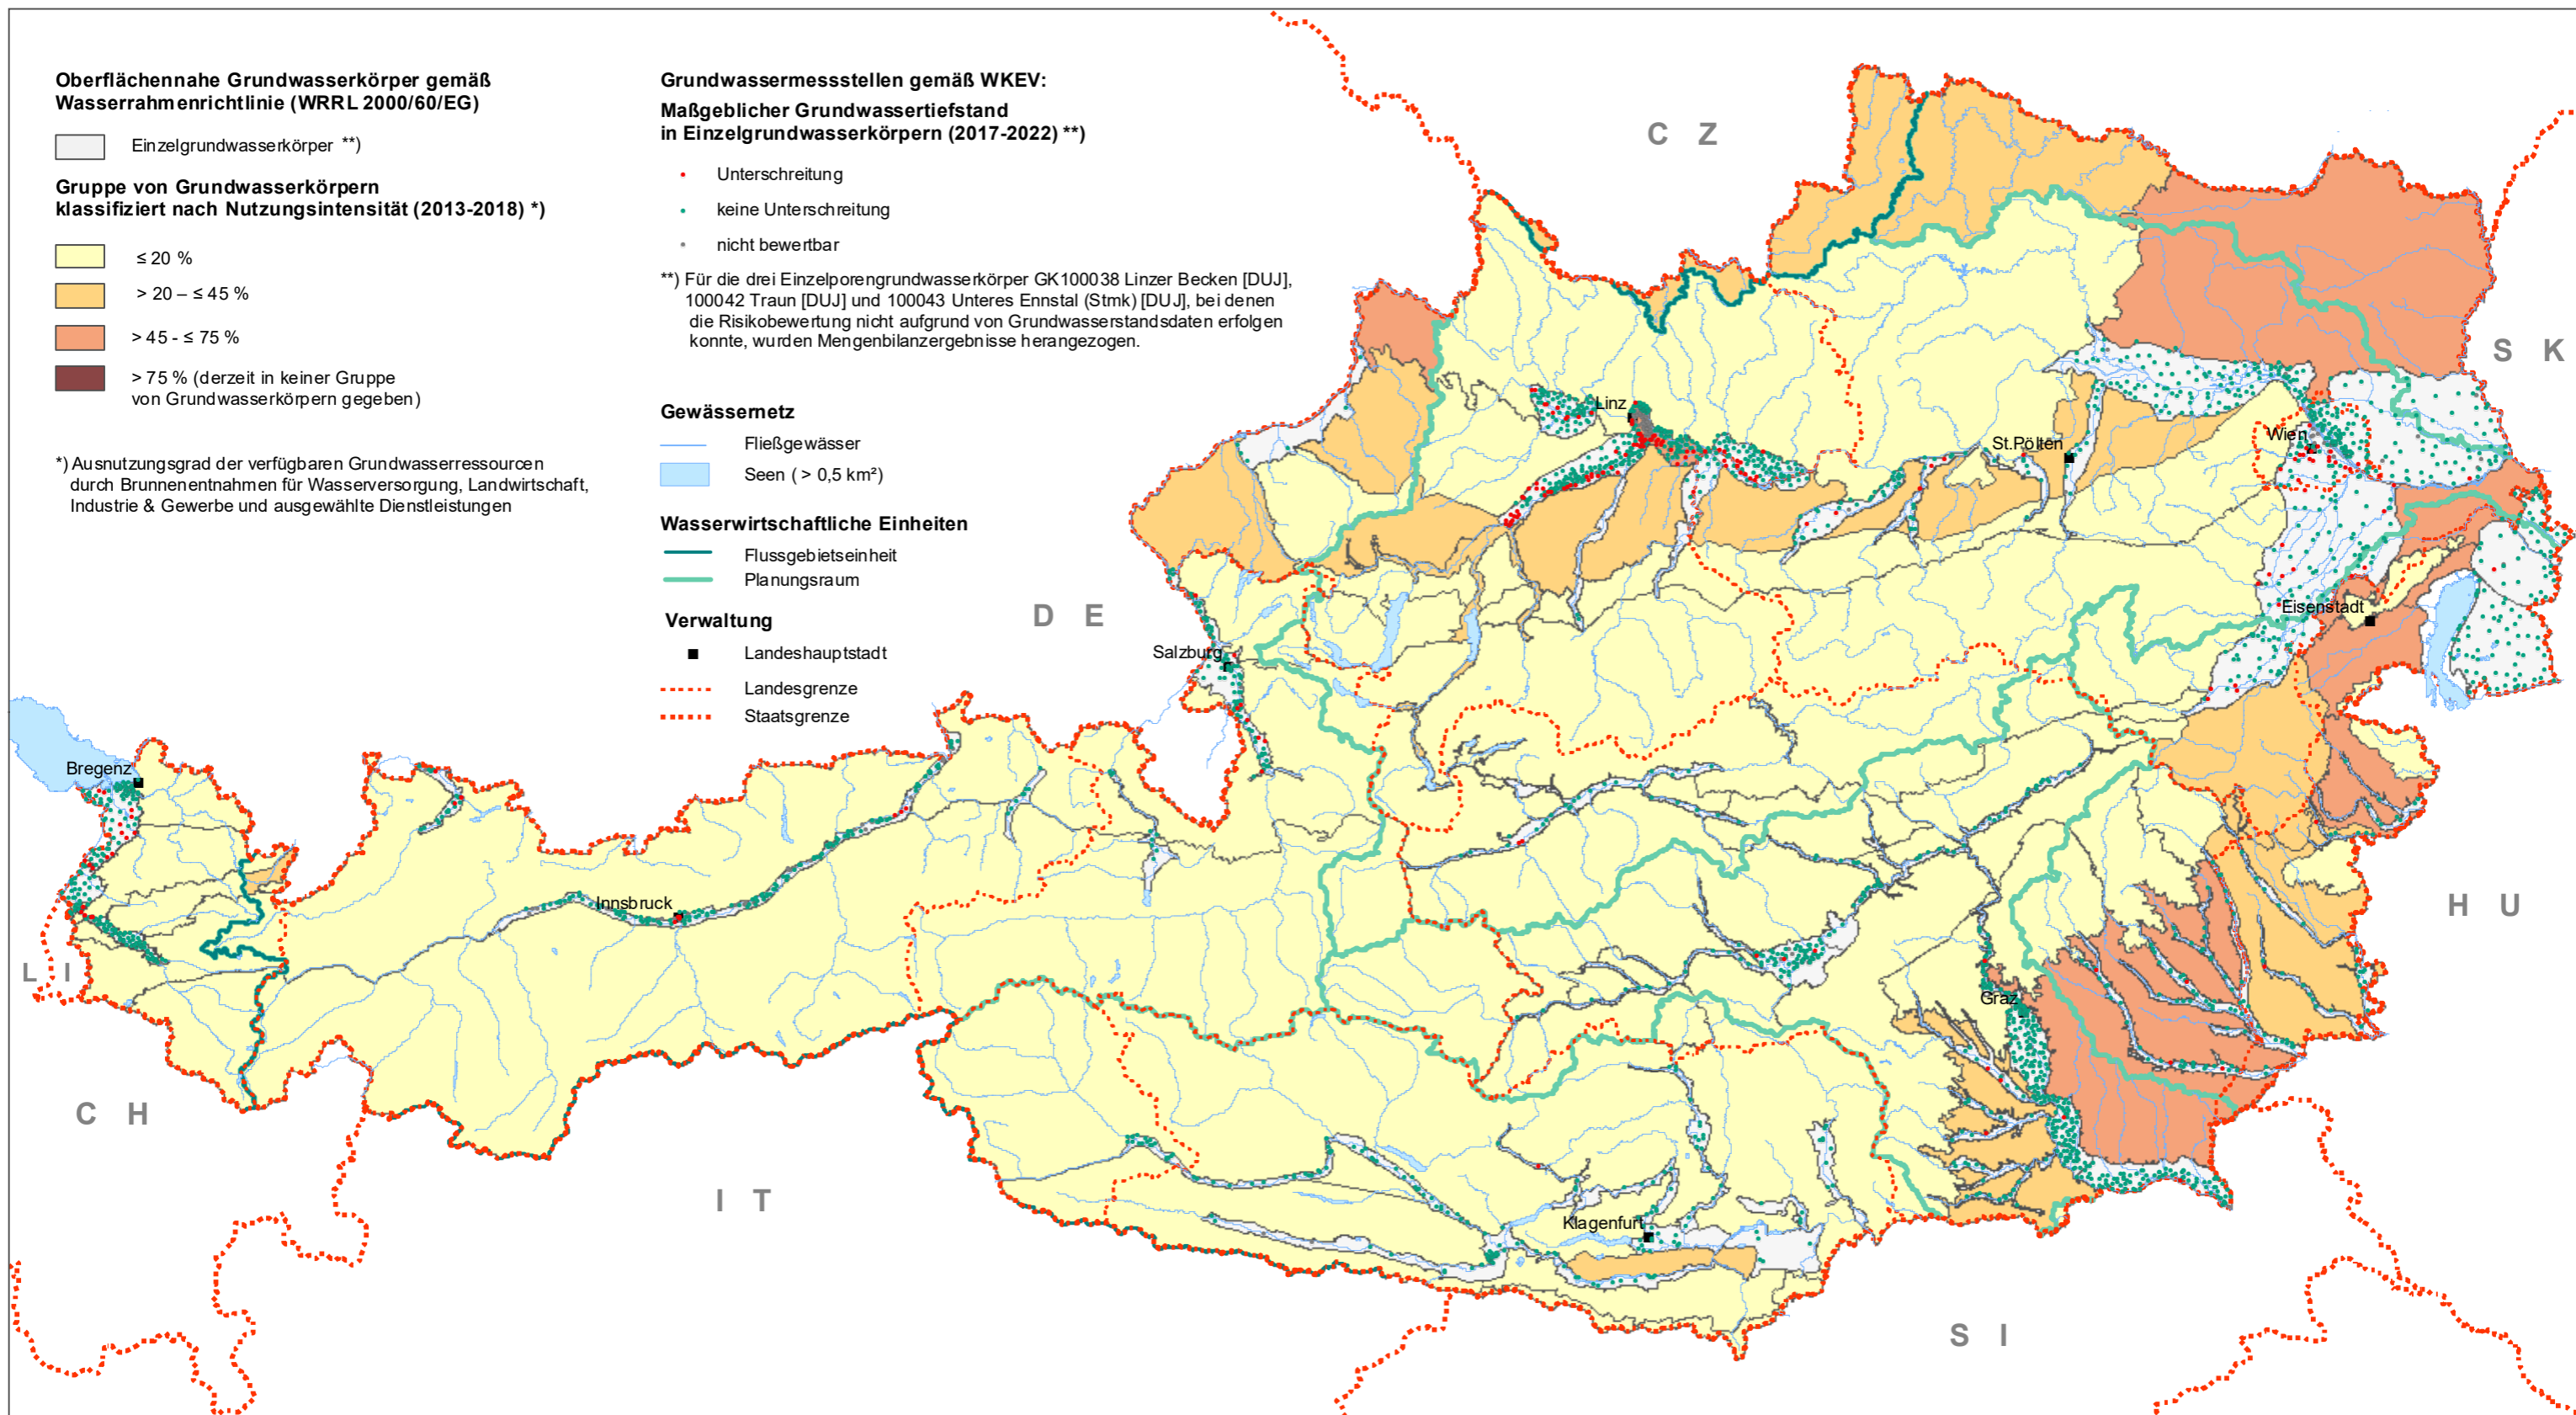 Oberflächennahe Grundwasserkörper gemäß
Wasserrahmenrichtlinie (WRRL 2000/60/EG)
Einzelgrundwasserkörper **)
Gruppe von Grundwasserkörpern
klassifiziert nach Nutzungsintensität (2013-2018) *)
≤ 20 %
> 20 – ≤ 45 %
> 45 - ≤ 75 %
> 75 % (derzeit in keiner Gruppe
von Grundwasserkörpern gegeben)
*) Ausnutzungsgrad der verfügbaren Grundwasserressourcen
durch Brunnenentnahmen für Wasserversorgung, Landwirtschaft,
Industrie & Gewerbe und ausgewählte Dienstleistungen
Grundwassermessstellen gemäß WKEV:
Maßgeblicher Grundwassertiefstand
in Einzelgrundwasserkörpern (2017-2022) **)
Unterschreitung
keine Unterschreitung
nicht bewertbar
**) Für die drei Einzelporengrundwasserkörper GK100038 Linzer Becken [DUJ],
100042 Traun [DUJ] und 100043 Unteres Ennstal (Stmk) [DUJ], bei denen
die Risikobewertung nicht aufgrund von Grundwasserstandsdaten erfolgen
konnte, wurden Mengenbilanzergebnisse herangezogen.
Gewässernetz
Fließgewässer
Seen ( > 0,5 km²)
Wasserwirtschaftliche Einheiten
Flussgebietseinheit
Planungsraum
Verwaltung
Landeshauptstadt
Landesgrenze
Staatsgrenze
C Z
S K
Linz
Wien
St.Pölten
D E
Eisenstadt
Salzburg
Bregenz
Innsbruck
H U
L I
Graz
C H
I T
Klagenfurt
S I